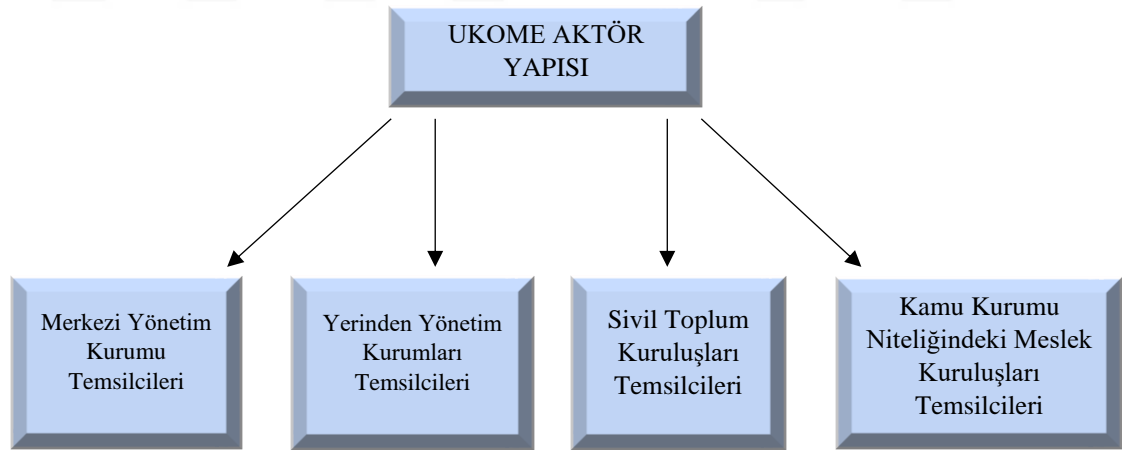 UKOME AKTÖR
YAPISI
Merkezi Yönetim
Kurumu
Temsilcileri
Yerinden Yönetim
Kurumları
Temsilcileri
Sivil Toplum
Kuruluşları
Temsilcileri
Kamu Kurumu
Niteliğindeki Meslek
Kuruluşları
Temsilcileri